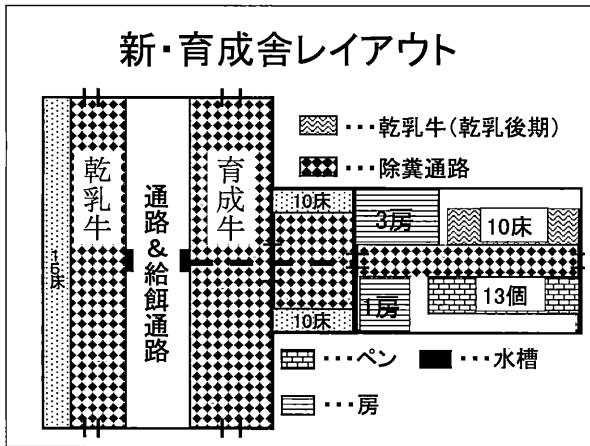 新・育成舎レイアウト
・・・乾乳牛(乾乳後期)
・・・除糞通路
15床
乾乳牛
通路&給餌通路
育成牛
10床
10床
3房
10床
1房
13個
・・・ペン
・・・水槽
・・・房